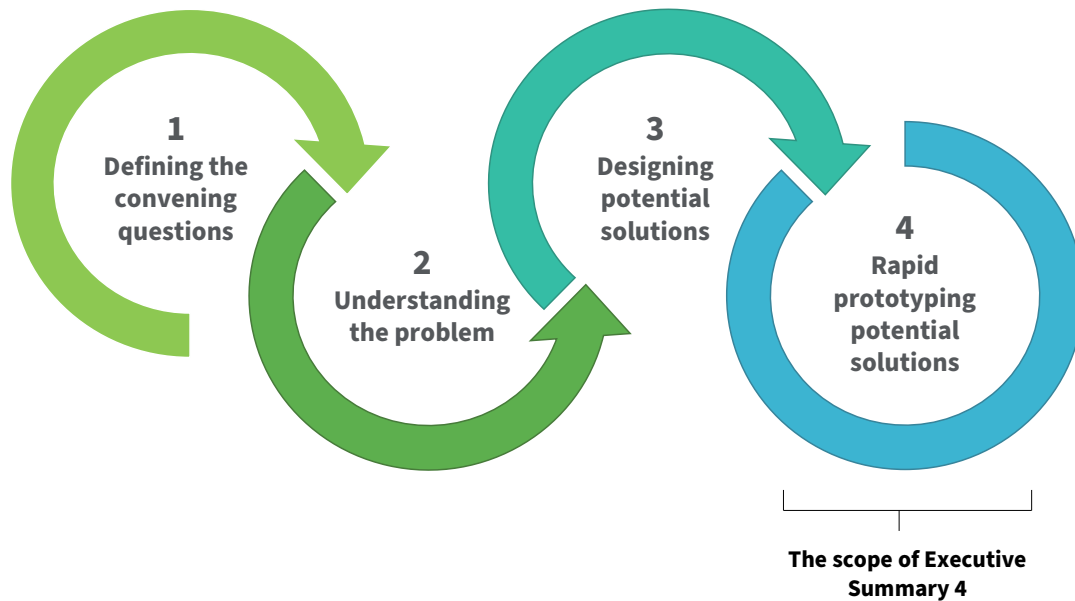 1
Defining the
convening
questions
2
Understanding
the problem
3
Designing
potential
solutions
4
Rapid
prototyping
potential
solutions
The scope of Executive
Summary 4